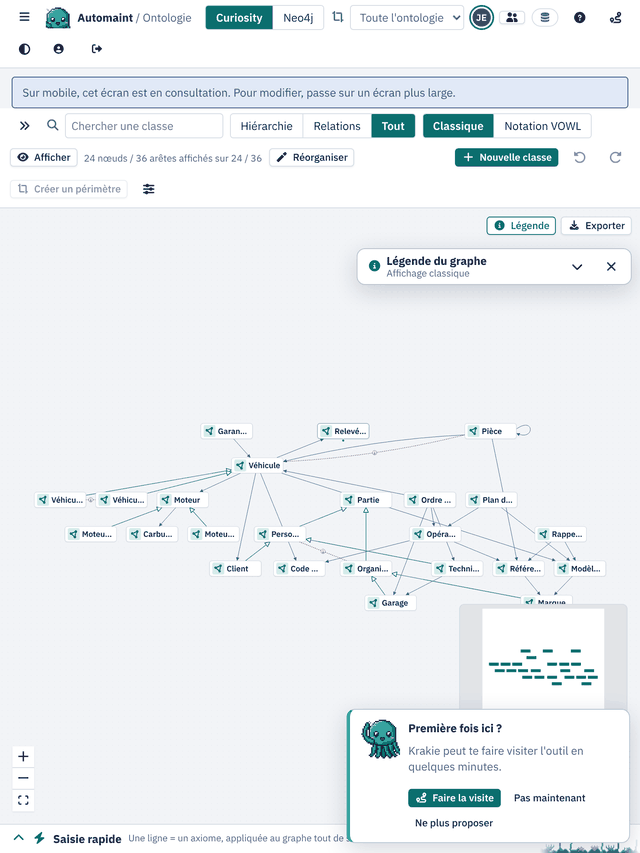 Automaint / Ontologie Curiosity Neo4j Toute l'ontologie JE
Sur mobile, cet écran est en consultation. Pour modifier, passe sur un écran plus large.
Chercher une classe Hiérarchie Relations Tout Classique Notation VOWL
Afficher 24 nœuds / 36 arêtes affichés sur 24 / 36 Réorganiser + Nouvelle classe
Créer un périmètre
Légende Exporter
Légende du graphe
Affichage classique
Garan... Relevé... Pièce
Véhicule
Véhicu... Véhicu... Moteur Partie Ordre ... Plan d...
Moteu... Carbu... Moteu... Perso... Opéra... Rappe...
Client Code ... Organi... Techni... Référe... Modèl...
Garage Marque
Première fois ici ?
Krakie peut te faire visiter l'outil en
quelques minutes.
Faire la visite Pas maintenant
Ne plus proposer
Saisie rapide Une ligne = un axiome, appliquée au graphe tout de